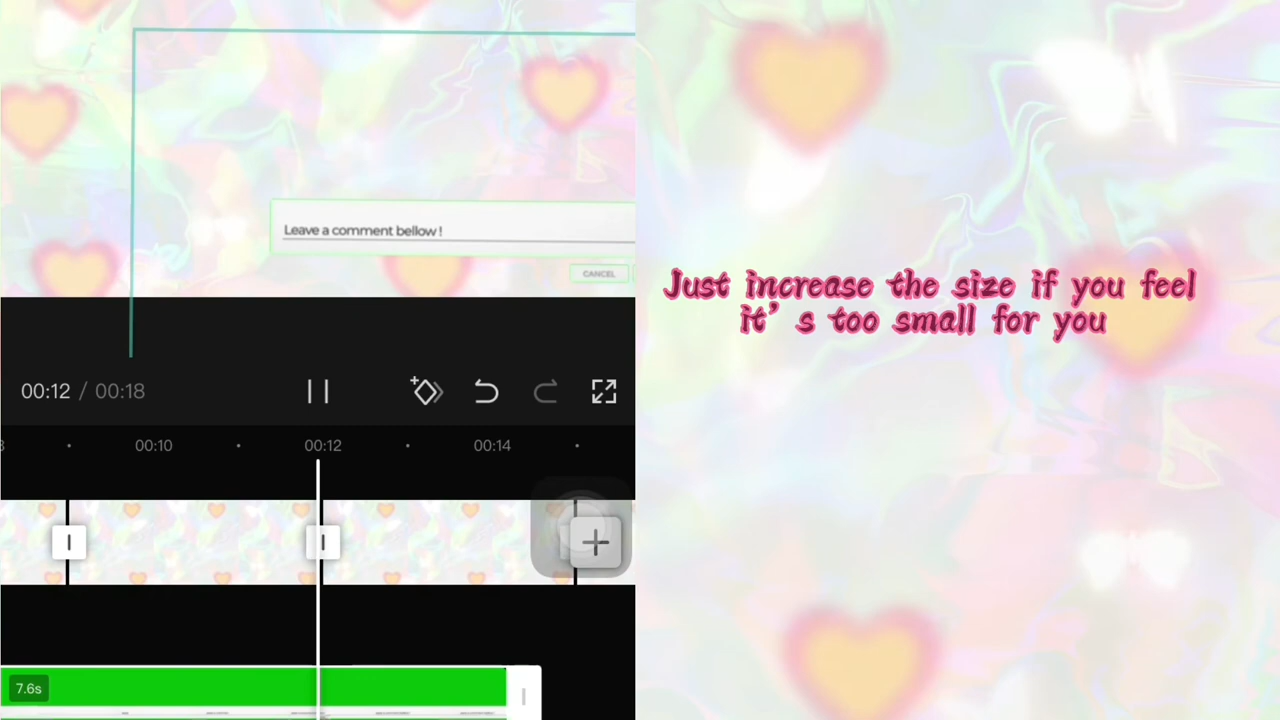 Leave a comment bellow !
CANCEL
00:12 / 00:18
00:10
00:12
00:14
7.6s
Just increase the size if you feel
it’ s too small for you